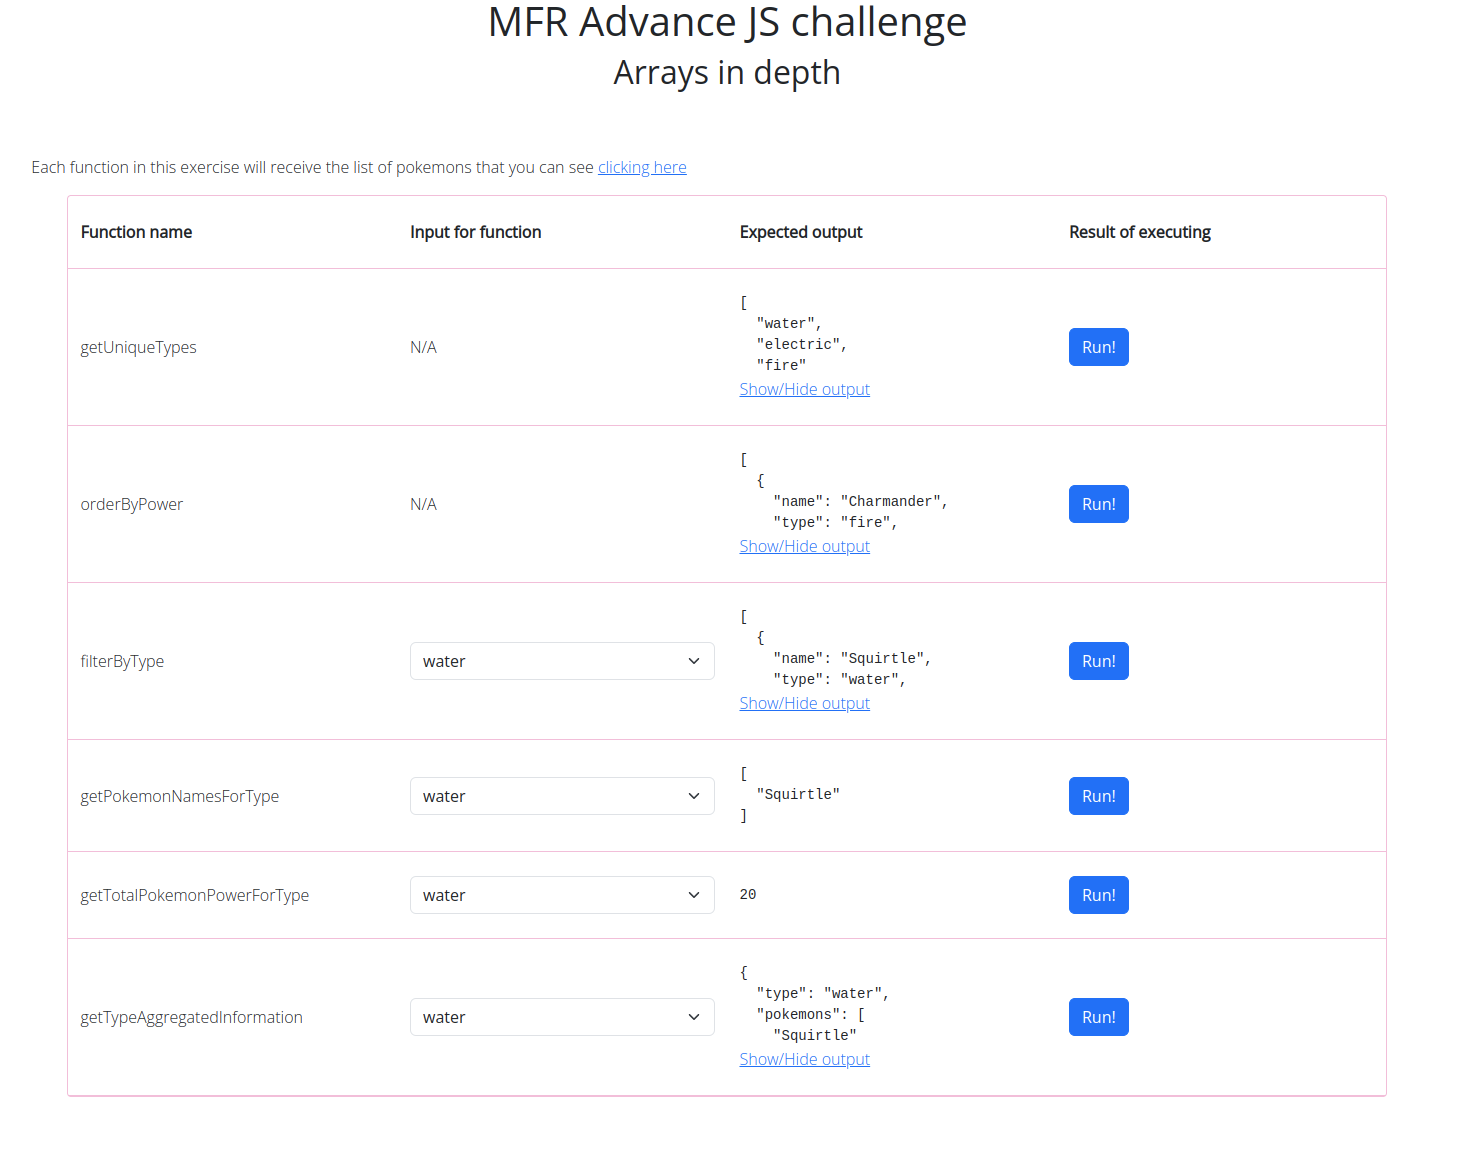 MFR Advance JS challenge
Arrays in depth
Each function in this exercise will receive the list of pokemons that you can see clicking here
Function name Input for function Expected output Result of executing
getUniqueTypes N/A
[
"water",
"electric",
"fire"
Show/Hide output
Run!
orderByPower N/A
[
{
"name": "Charmander",
"type": "fire",
Show/Hide output
Run!
filterByType water
[
{
"name": "Squirtle",
"type": "water",
Show/Hide output
Run!
getPokemonNamesForType water
[
"Squirtle"
]
Run!
getTotalPokemonPowerForType water 20 Run!
getTypeAggregatedInformation water
{
"type": "water",
"pokemons": [
"Squirtle"
Show/Hide output
Run!